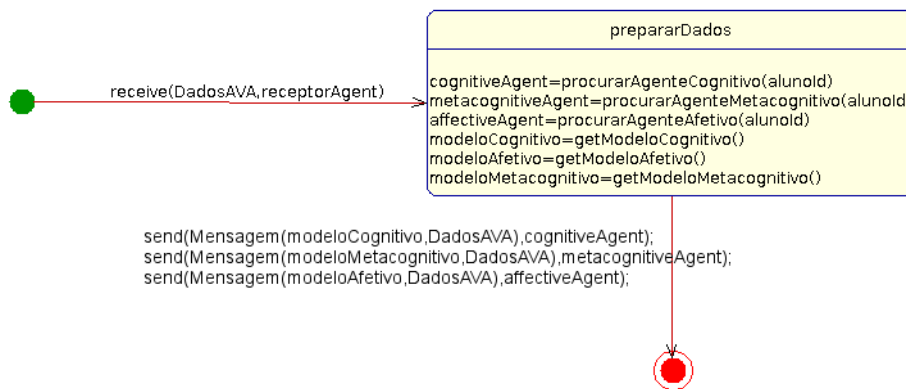 prepararDados
receive(DadosAVA,receptorAgent)
cognitiveAgent=procurarAgenteCognitivo(alunoId)
metacognitiveAgent=procurarAgenteMetacognitivo(alunoId
affectiveAgent=procurarAgenteAfetivo(alunoId)
modeloCognitivo=getModeloCognitivo()
modeloAfetivo=getModeloAfetivo()
modeloMetacognitivo=getModeloMetacognitivo()
send(Mensagem(modeloCognitivo,DadosAVA),cognitiveAgent);
send(Mensagem(modeloMetacognitivo,DadosAVA),metacognitiveAgent);
send(Mensagem(modeloAfetivo,DadosAVA),affectiveAgent);